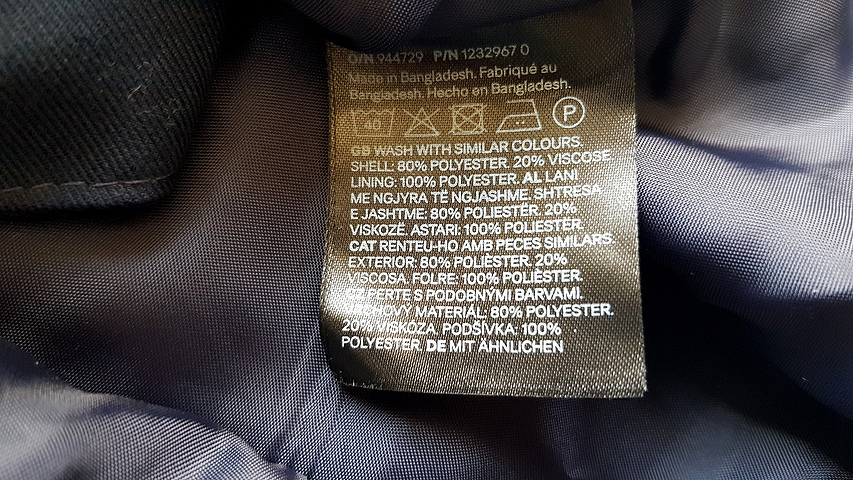 O/N 944729 P/N 1232967 0
Made in Bangladesh. Fabriqué au
Bangladesh. Hecho en Bangladesh.
40 P
GB WASH WITH SIMILAR COLOURS.
SHELL: 80% POLYESTER. 20% VISCOSE
LINING: 100% POLYESTER. AL LANI
ME NGJYRA TË NGJASHME. SHTRESA
E JASHTME: 80% POLIESTËR. 20%
VISKOZË. ASTARI: 100% POLIESTËR.
CAT RENTEU-HO AMB PECES SIMILARS.
EXTERIOR: 80% POLIÈSTER. 20%
VISCOSA. FOLRE: 100% POLIÈSTER.
S PODOBNÝMI BARVAMI.
MATERIÁL: 80% POLYESTER.
20% VISKÓZA. PODŠÍVKA: 100%
POLYESTER. DE MIT ÄHNLICHEN